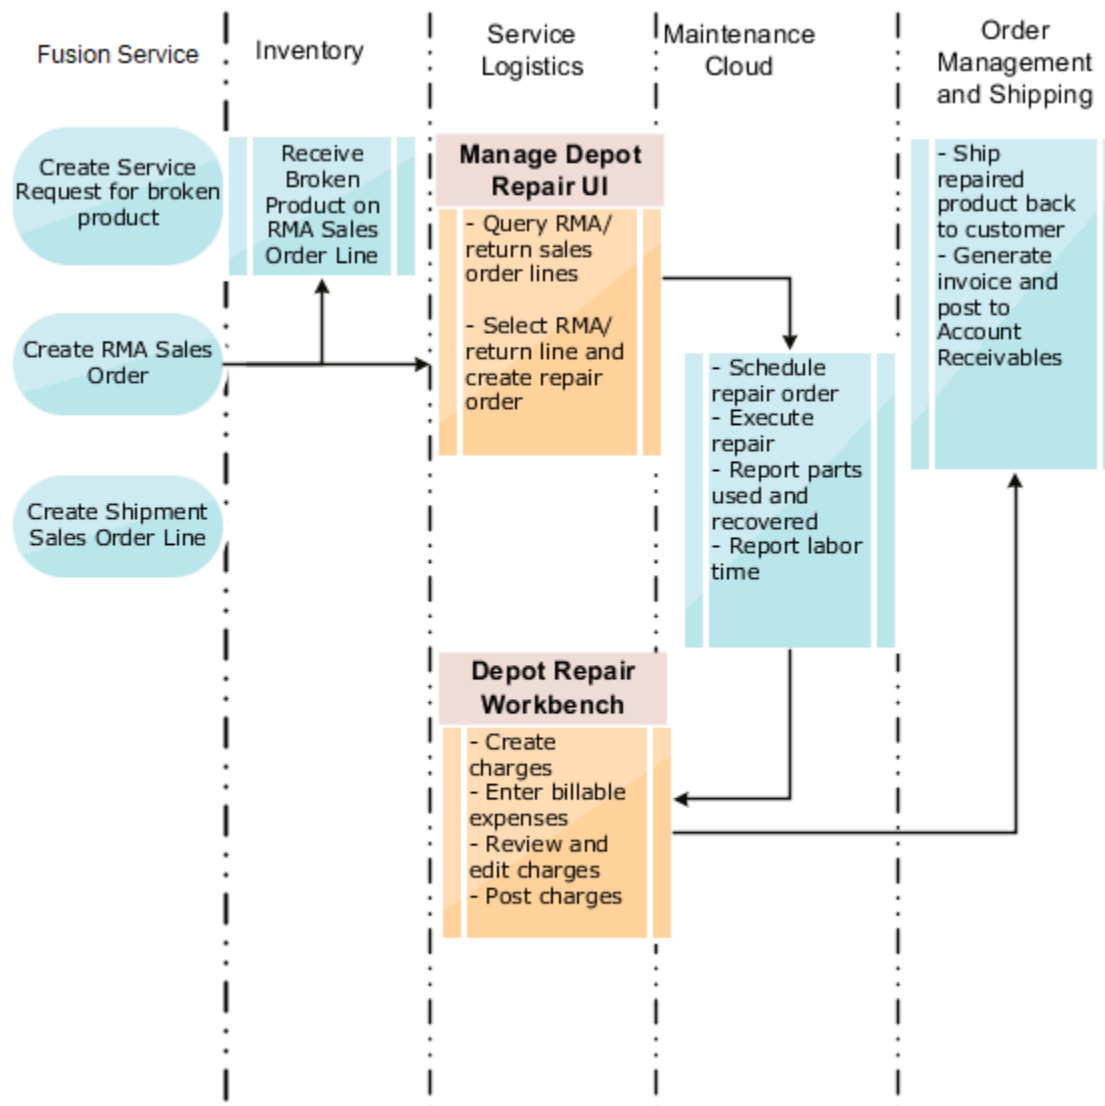 Fusion Service
Inventory
Service
Logistics
Maintenance
Cloud
Order
Management
and Shipping
Create Service
Request for broken
product
Create RMA Sales
Order
Create Shipment
Sales Order Line
Receive
Broken
Product on
RMA Sales
Order Line
Manage Depot
Repair UI
- Query RMA/
return sales
order lines
- Select RMA/
return line and
create repair
order
Depot Repair
Workbench
- Create
charges
- Enter billable
expenses
- Review and
edit charges
- Post charges
- Schedule
repair order
- Execute
repair
- Report parts
used and
recovered
- Report labor
time
- Ship
repaired
product back
to customer
- Generate
invoice and
post to
Account
Receivables